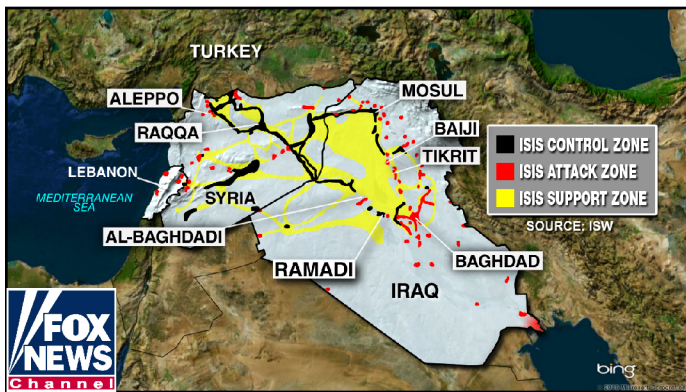 TURKEY
ALEPPO
MOSUL
RAQQA
BAIJI
TIKRIT
LEBANON
MEDITERRANEAN
SEA
SYRIA
AL-BAGHDADI
RAMADI
BAGHDAD
IRAQ
ISIS CONTROL ZONE
ISIS ATTACK ZONE
ISIS SUPPORT ZONE
SOURCE: ISW
FOX
NEWS
Channel
bing